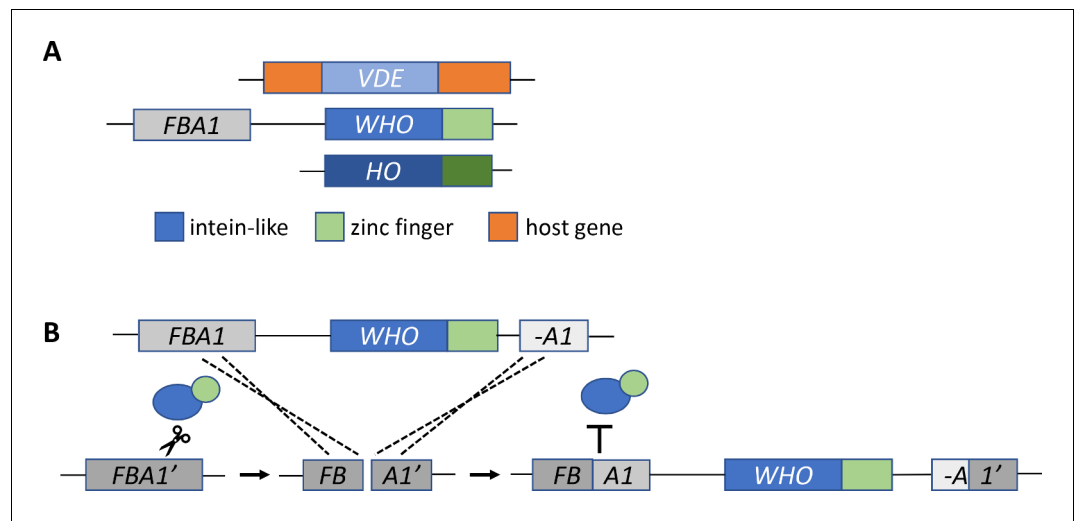 A
VDE
FBA1 WHO
HO
intein-like zinc finger host gene
B
FBA1 WHO -A1
FBA1’ FB A1’ FB A1 WHO -A 1’